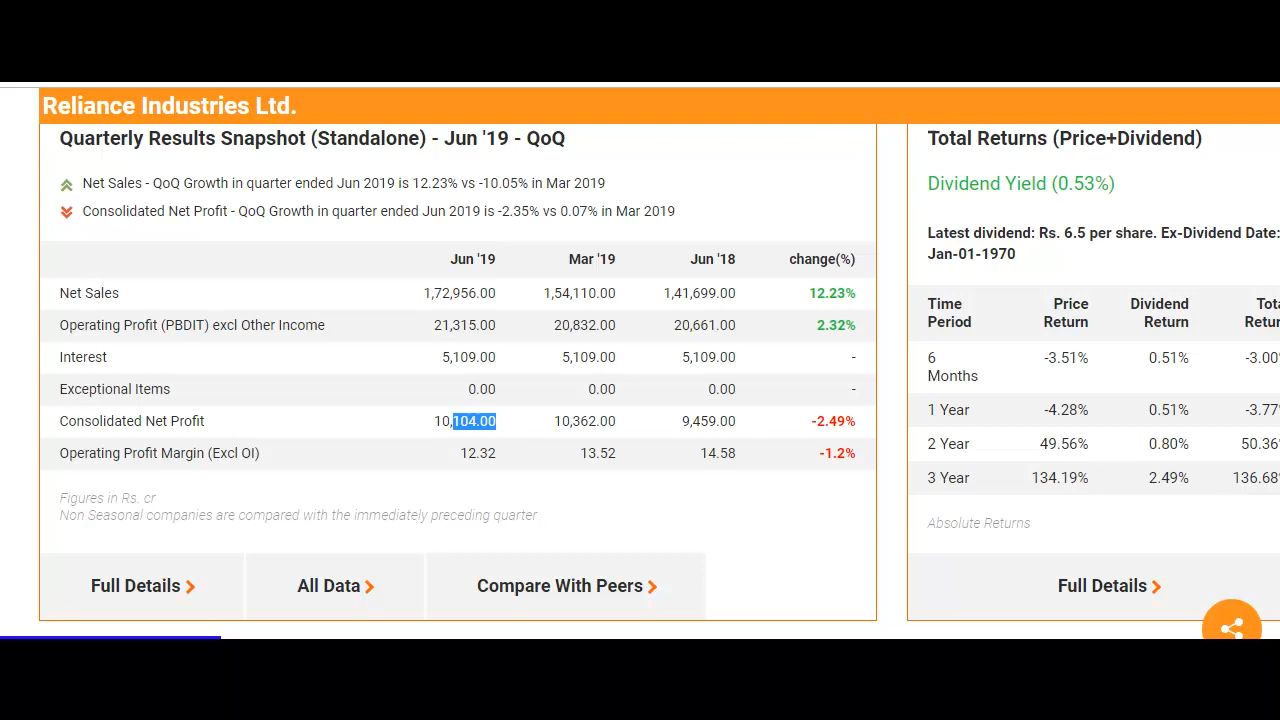 Reliance Industries Ltd.
Quarterly Results Snapshot (Standalone) - Jun '19 - QoQ
Net Sales - QoQ Growth in quarter ended Jun 2019 is 12.23% vs -10.05% in Mar 2019
Consolidated Net Profit - QoQ Growth in quarter ended Jun 2019 is -2.35% vs 0.07% in Mar 2019
Jun '19 Mar '19 Jun '18 change(%)
Net Sales 1,72,956.00 1,54,110.00 1,41,699.00 12.23%
Operating Profit (PBDIT) excl Other Income 21,315.00 20,832.00 20,661.00 2.32%
Interest 5,109.00 5,109.00 5,109.00 -
Exceptional Items 0.00 0.00 0.00 -
Consolidated Net Profit 10,104.00 10,362.00 9,459.00 -2.49%
Operating Profit Margin (Excl OI) 12.32 13.52 14.58 -1.2%
Figures in Rs. cr
Non Seasonal companies are compared with the immediately preceding quarter
Full Details All Data Compare With Peers
Total Returns (Price+Dividend)
Dividend Yield (0.53%)
Latest dividend: Rs. 6.5 per share. Ex-Dividend Date:
Jan-01-1970
Time Price Dividend Tota
Period Return Return Retur
6 -3.51% 0.51% -3.00
Months
1 Year -4.28% 0.51% -3.77
2 Year 49.56% 0.80% 50.36
3 Year 134.19% 2.49% 136.68
Absolute Returns
Full Details